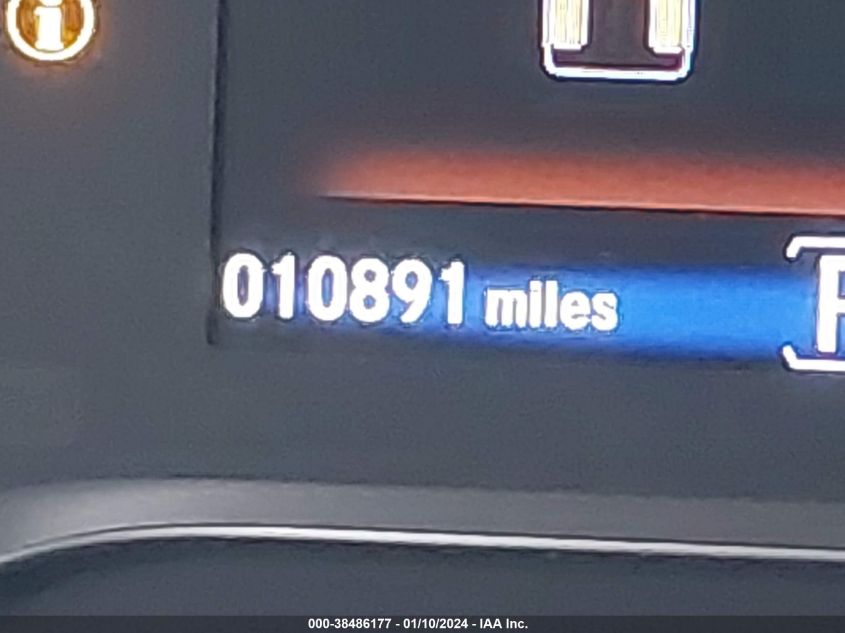 i
010891 miles
000-38486177 - 01/10/2024 - IAA Inc.